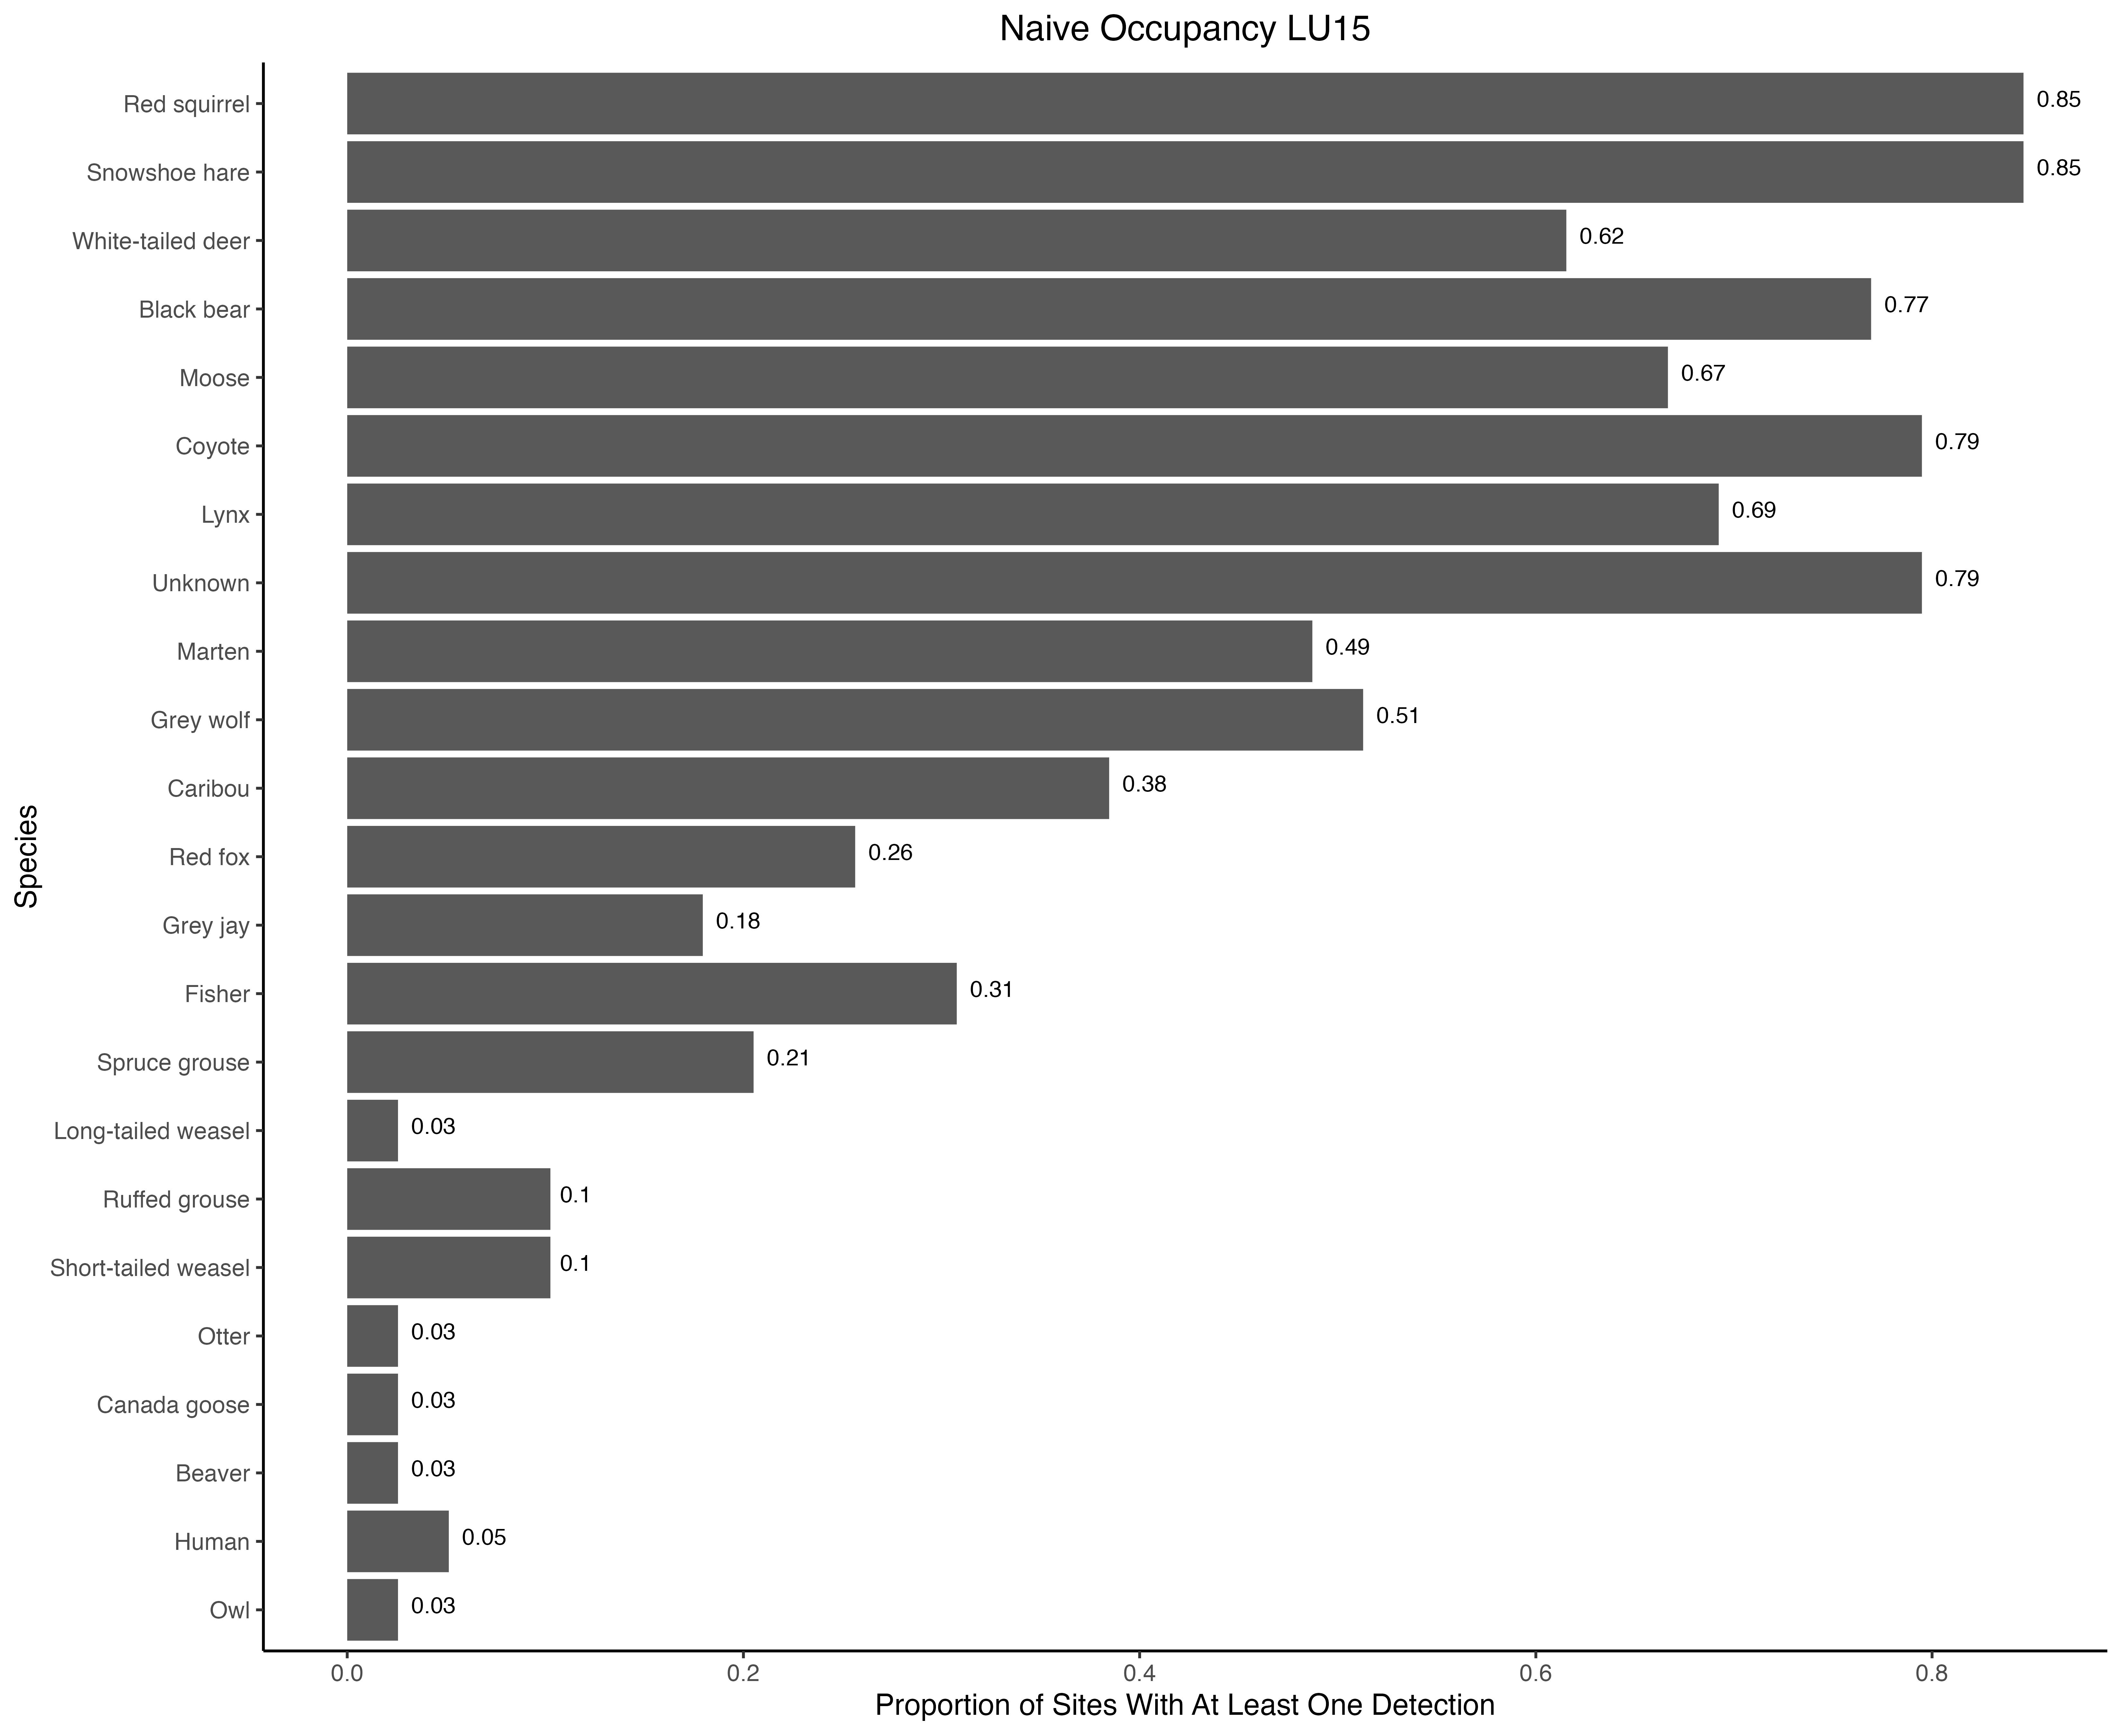 Naive Occupancy LU15
Species
Red squirrel 0.85
Snowshoe hare 0.85
White-tailed deer 0.62
Black bear 0.77
Moose 0.67
Coyote 0.79
Lynx 0.69
Unknown 0.79
Marten 0.49
Grey wolf 0.51
Caribou 0.38
Red fox 0.26
Grey jay 0.18
Fisher 0.31
Spruce grouse 0.21
Long-tailed weasel 0.03
Ruffed grouse 0.1
Short-tailed weasel 0.1
Otter 0.03
Canada goose 0.03
Beaver 0.03
Human 0.05
Owl 0.03
0.0 0.2 0.4 0.6 0.8
Proportion of Sites With At Least One Detection